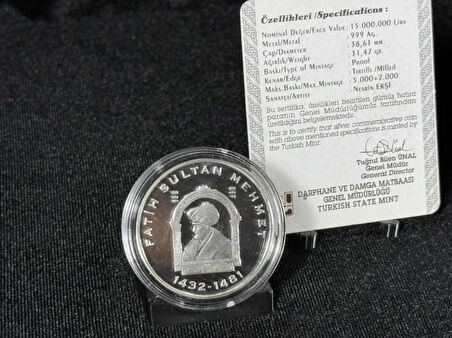 Özellikleri/Specifications:
Nominal Değer/Face Value : 15.000.000 Lira
Metal/Metal : 999 Ag.
Çap/Diameter : 38,61 mm.
Ağırlık/Weight : 31,47 gr.
Baskı/Type of Mintage : Proof
Kenar/Edge : Tırtıllı/Milled
Maks. Baskı/Max. Mintage : 5.000+2.000
Sanatçı/Artist : Nesrin EKŞİ
Bu sertifika, özellikleri belirtilen gümüş hatıra
paranın Genel Müdürlüğümüz tarafından
üretildiğini belgelemektedir.
This is to certify that silver commemorative coin
with above mentioned specifications is minted by
the Turkish Mint.
Tuğrul Bilen ÜNAL
Genel Müdür
General Director
DARPHANE VE DAMGA MATBAASI
GENEL MÜDÜRLÜĞÜ
TURKISH STATE MINT
FATİH SULTAN MEHMET
1432-1481